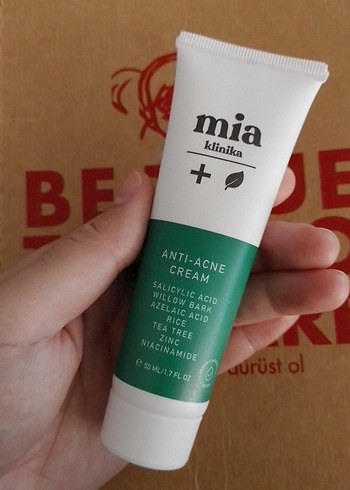 mia
klinika
ANTI-ACNE
CREAM
SALICYLIC ACID
WILLOW BARK
AZELAIC ACID
RICE
TEA TREE
ZINC
NIACINAMIDE
50 ML/1.7 FL OZ
BE
dürüst ol